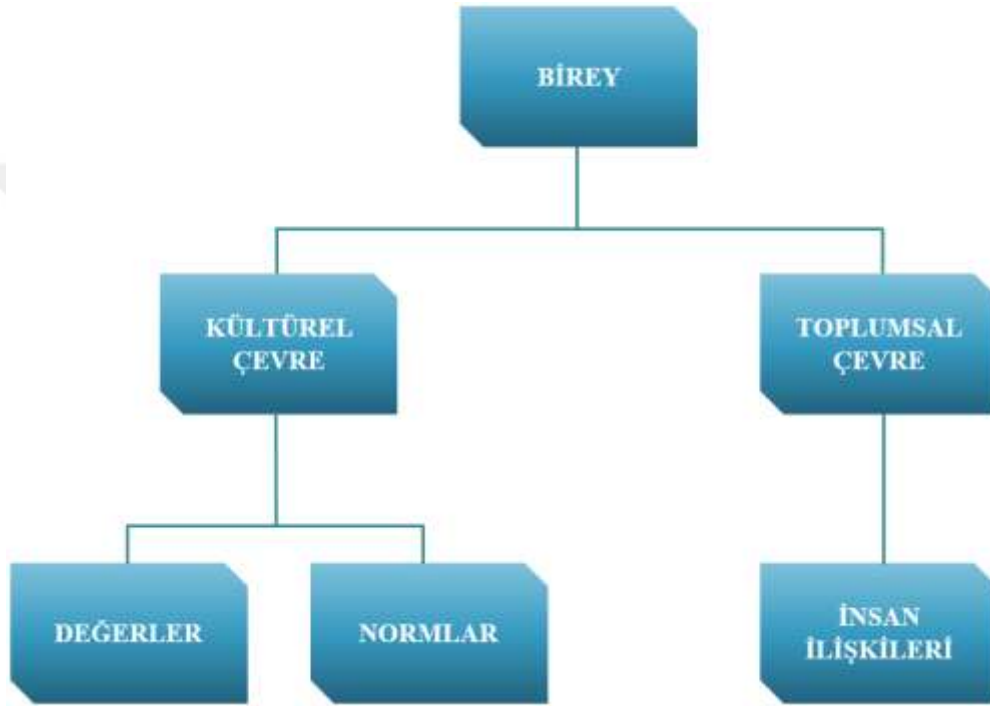 BİREY
KÜLTÜREL
ÇEVRE
TOPLUMSAL
ÇEVRE
DEĞERLER
NORMLAR
İNSAN
İLİŞKİLERİ